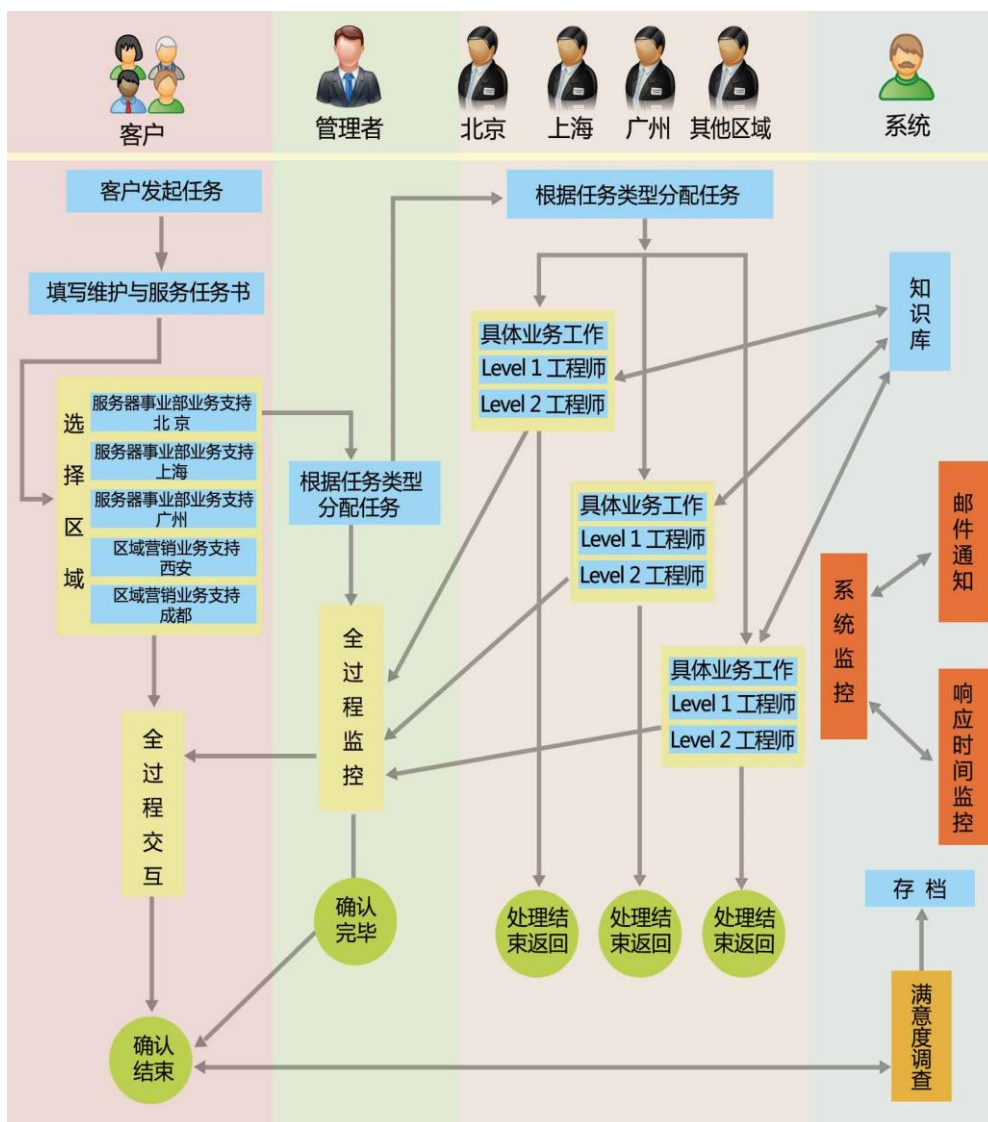 客户
管理者
北京
上海
广州
其他区域
系统
客户发起任务
填写维护与服务任务书
选择区域
服务器事业部业务支持
北 京
服务器事业部业务支持
上海
服务器事业部业务支持
广州
区域营销业务支持
西安
区域营销业务支持
成都
全过程交互
确认
结束
根据任务类型
分配任务
全过程监控
确认
完毕
根据任务类型分配任务
具体业务工作
Level 1 工程师
Level 2 工程师
具体业务工作
Level 1 工程师
Level 2 工程师
具体业务工作
Level 1 工程师
Level 2 工程师
处理结
束返回
处理结
束返回
处理结
束返回
知识库
邮件通知
系统监控
响应时间监控
存 档
满意度调查